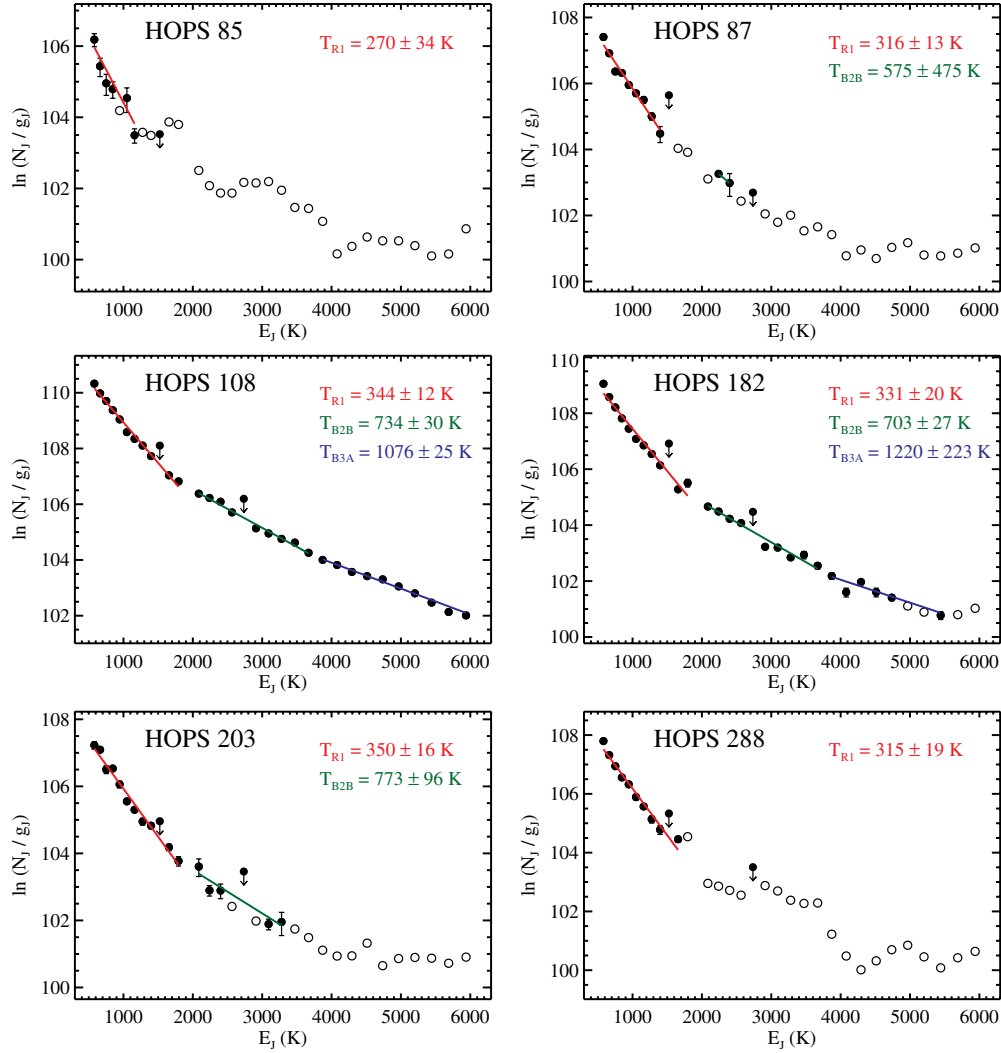 HOPS 85
T_R1 = 270 ± 34 K
106
104
102
100
ln (N_J / g_J)
1000 2000 3000 4000 5000 6000
E_J (K)
HOPS 87
T_R1 = 316 ± 13 K
T_B2B = 575 ± 475 K
108
106
104
102
100
ln (N_J / g_J)
1000 2000 3000 4000 5000 6000
E_J (K)
HOPS 108
T_R1 = 344 ± 12 K
T_B2B = 734 ± 30 K
T_B3A = 1076 ± 25 K
110
108
106
104
102
ln (N_J / g_J)
1000 2000 3000 4000 5000 6000
E_J (K)
HOPS 182
T_R1 = 331 ± 20 K
T_B2B = 703 ± 27 K
T_B3A = 1220 ± 223 K
110
108
106
104
102
100
ln (N_J / g_J)
1000 2000 3000 4000 5000 6000
E_J (K)
HOPS 203
T_R1 = 350 ± 16 K
T_B2B = 773 ± 96 K
108
106
104
102
100
ln (N_J / g_J)
1000 2000 3000 4000 5000 6000
E_J (K)
HOPS 288
T_R1 = 315 ± 19 K
108
106
104
102
100
ln (N_J / g_J)
1000 2000 3000 4000 5000 6000
E_J (K)